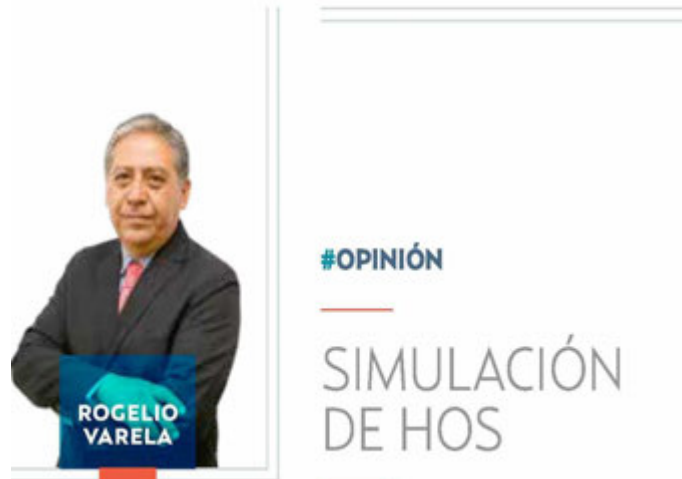 ROGELIO
VARELA
#OPINIÓN
SIMULACIÓN
DE HOS